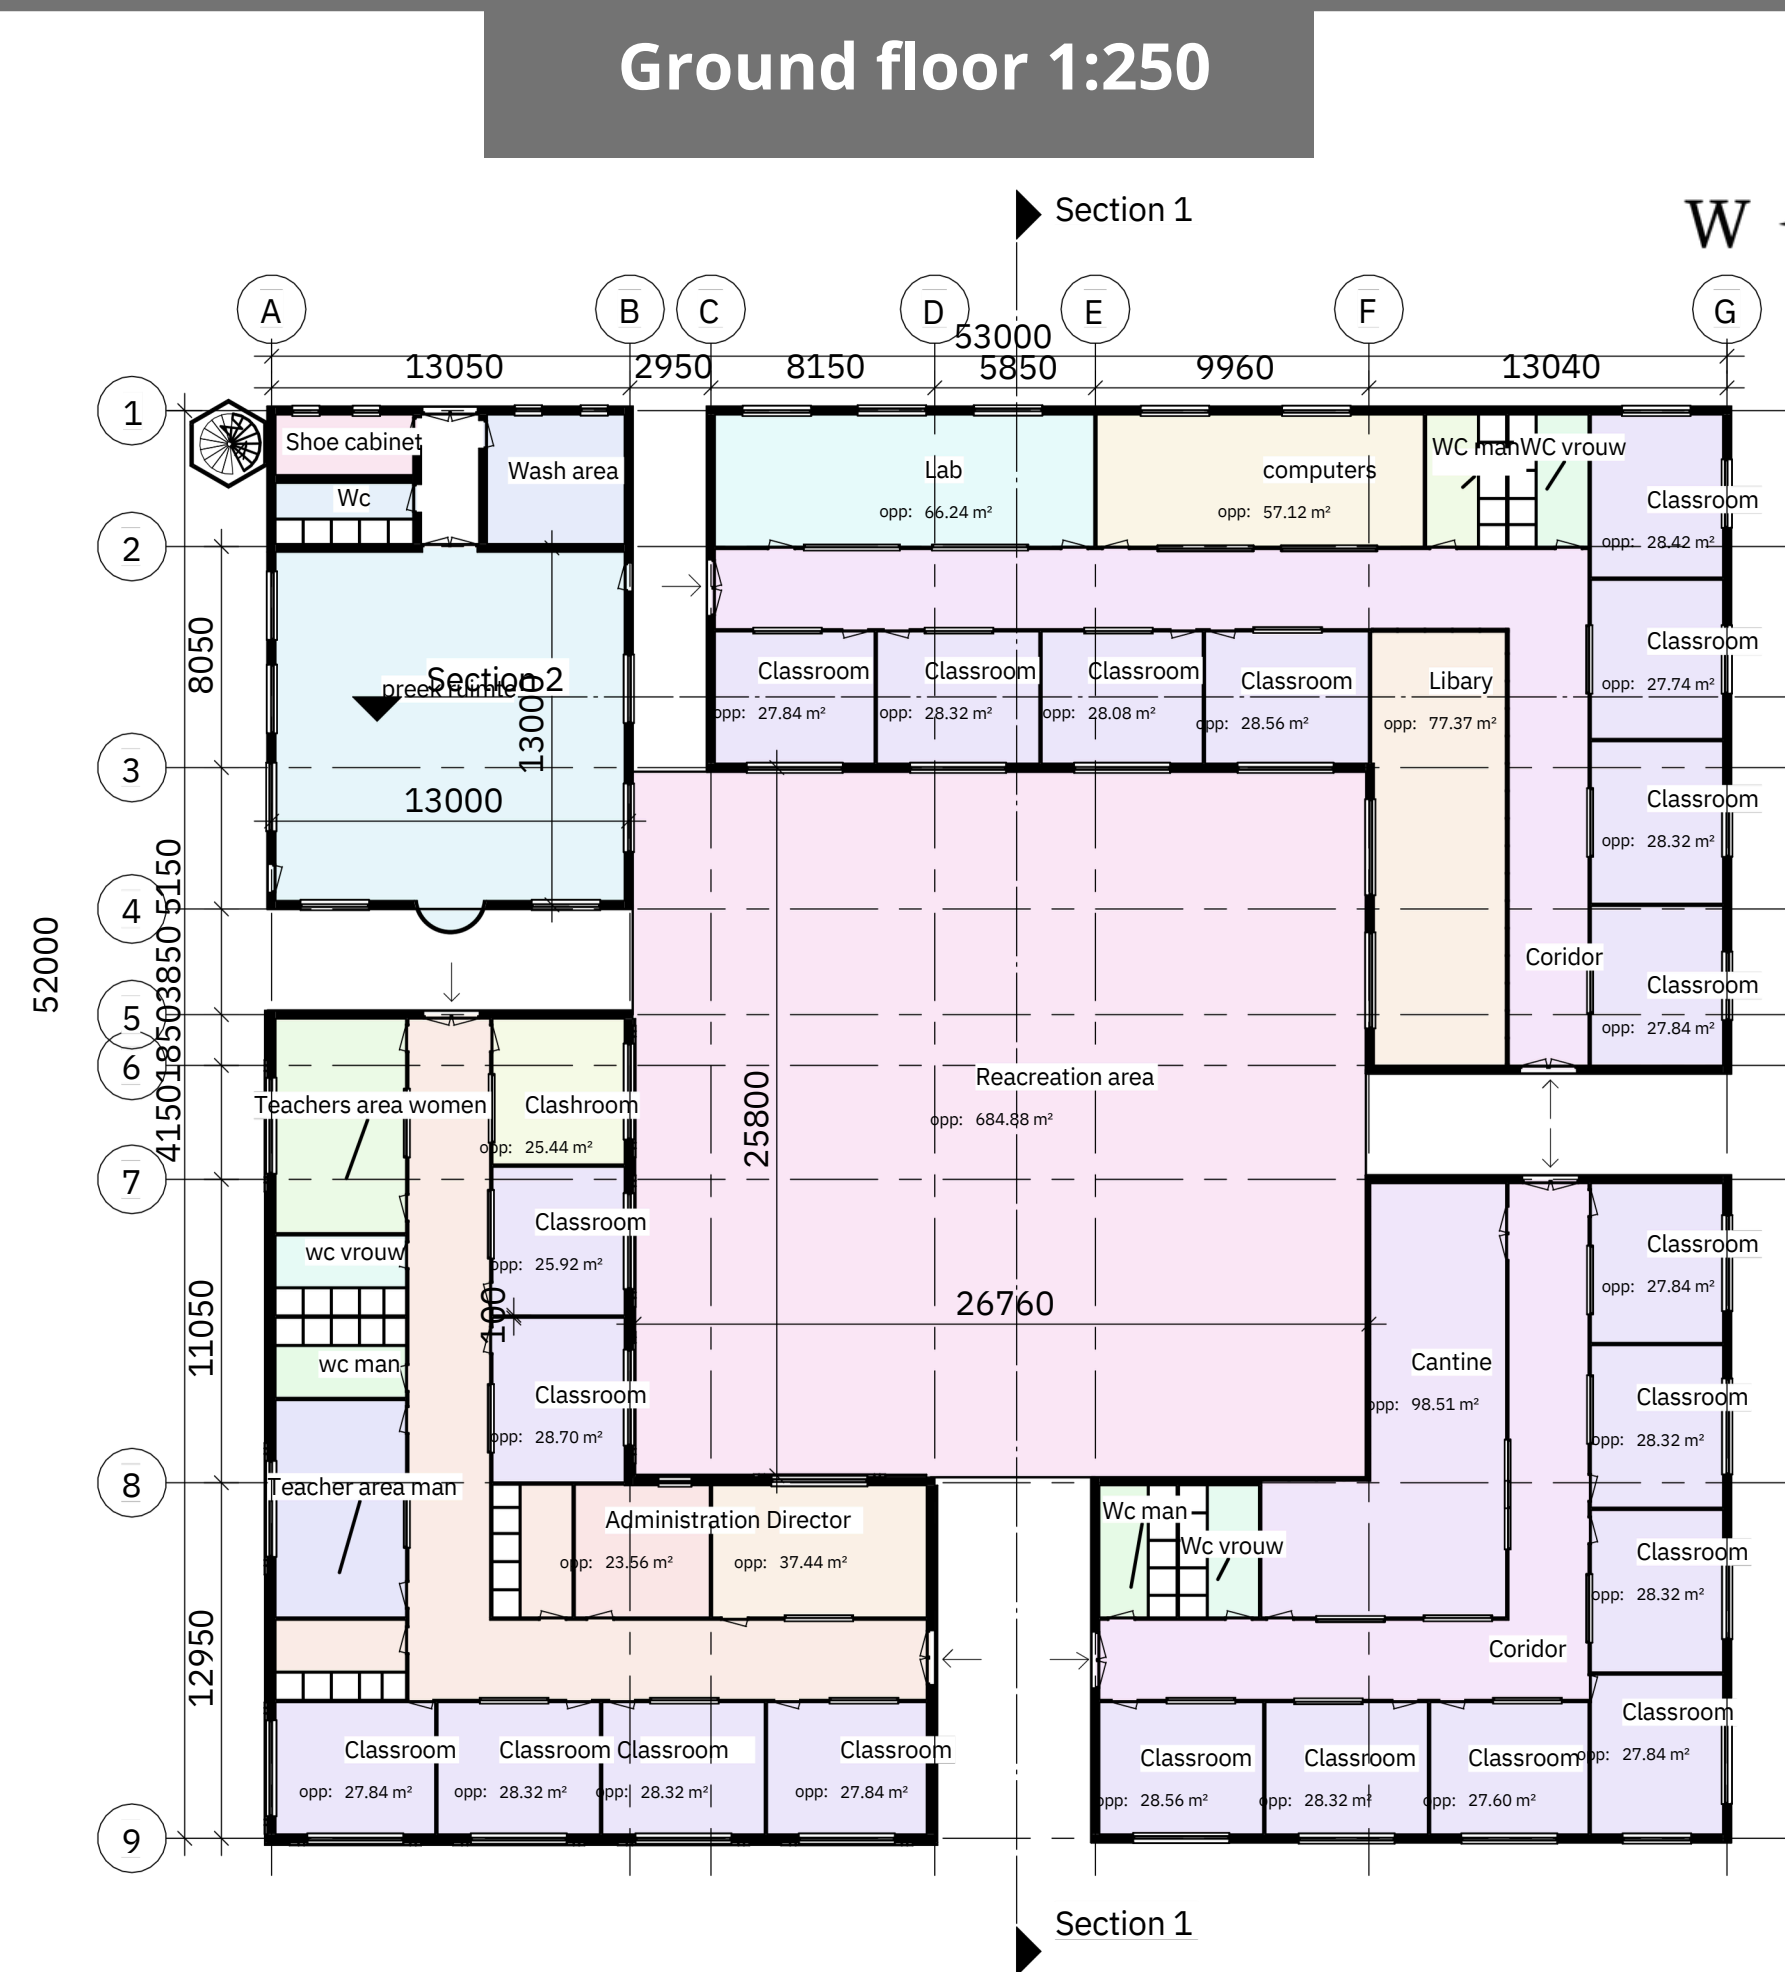 Ground floor 1:250
Section 1
W
A
B
C
D
E
F
G
53000
13050
2950
8150
5850
9960
13040
1
2
3
4
5
6
7
8
9
52000
8050
5150
3850
1850
4150
11050
12950
Shoe cabinet
Wc
Wash area
Section 2
preek ruimte
13000
13000
Lab
opp: 66.24 m²
computers
opp: 57.12 m²
WC man
WC vrouw
Classroom
opp: 28.42 m²
Classroom
opp: 27.74 m²
Classroom
opp: 28.32 m²
Classroom
opp: 27.84 m²
Classroom
opp: 27.84 m²
Classroom
opp: 28.32 m²
Classroom
opp: 28.08 m²
Classroom
opp: 28.56 m²
Libary
opp: 77.37 m²
Coridor
Reacreation area
opp: 684.88 m²
25800
26760
Teachers area women
Clashroom
opp: 25.44 m²
Classroom
opp: 25.92 m²
100
Classroom
opp: 28.70 m²
wc vrouw
wc man
Teacher area man
Administration
opp: 23.56 m²
Director
opp: 37.44 m²
Classroom
opp: 27.84 m²
Classroom
opp: 28.32 m²
Classroom
opp: 28.32 m²
Classroom
opp: 27.84 m²
Cantine
opp: 98.51 m²
Wc man
Wc vrouw
Coridor
Classroom
opp: 27.84 m²
Classroom
opp: 28.32 m²
Classroom
opp: 28.32 m²
Classroom
opp: 27.84 m²
Classroom
opp: 28.56 m²
Classroom
opp: 28.32 m²
Classroom
opp: 27.60 m²
Section 1